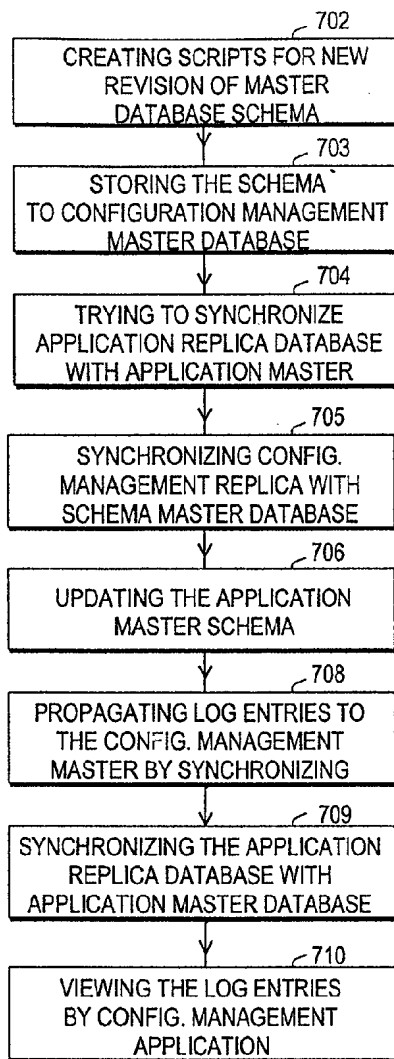 702
CREATING SCRIPTS FOR NEW
REVISION OF MASTER
DATABASE SCHEMA
703
STORING THE SCHEMA
TO CONFIGURATION MANAGEMENT
MASTER DATABASE
704
TRYING TO SYNCHRONIZE
APPLICATION REPLICA DATABASE
WITH APPLICATION MASTER
705
SYNCHRONIZING CONFIG.
MANAGEMENT REPLICA WITH
SCHEMA MASTER DATABASE
706
UPDATING THE APPLICATION
MASTER SCHEMA
708
PROPAGATING LOG ENTRIES TO
THE CONFIG. MANAGEMENT
MASTER BY SYNCHRONIZING
709
SYNCHRONIZING THE APPLICATION
REPLICA DATABASE WITH
APPLICATION MASTER DATABASE
710
VIEWING THE LOG ENTRIES
BY CONFIG. MANAGEMENT
APPLICATION